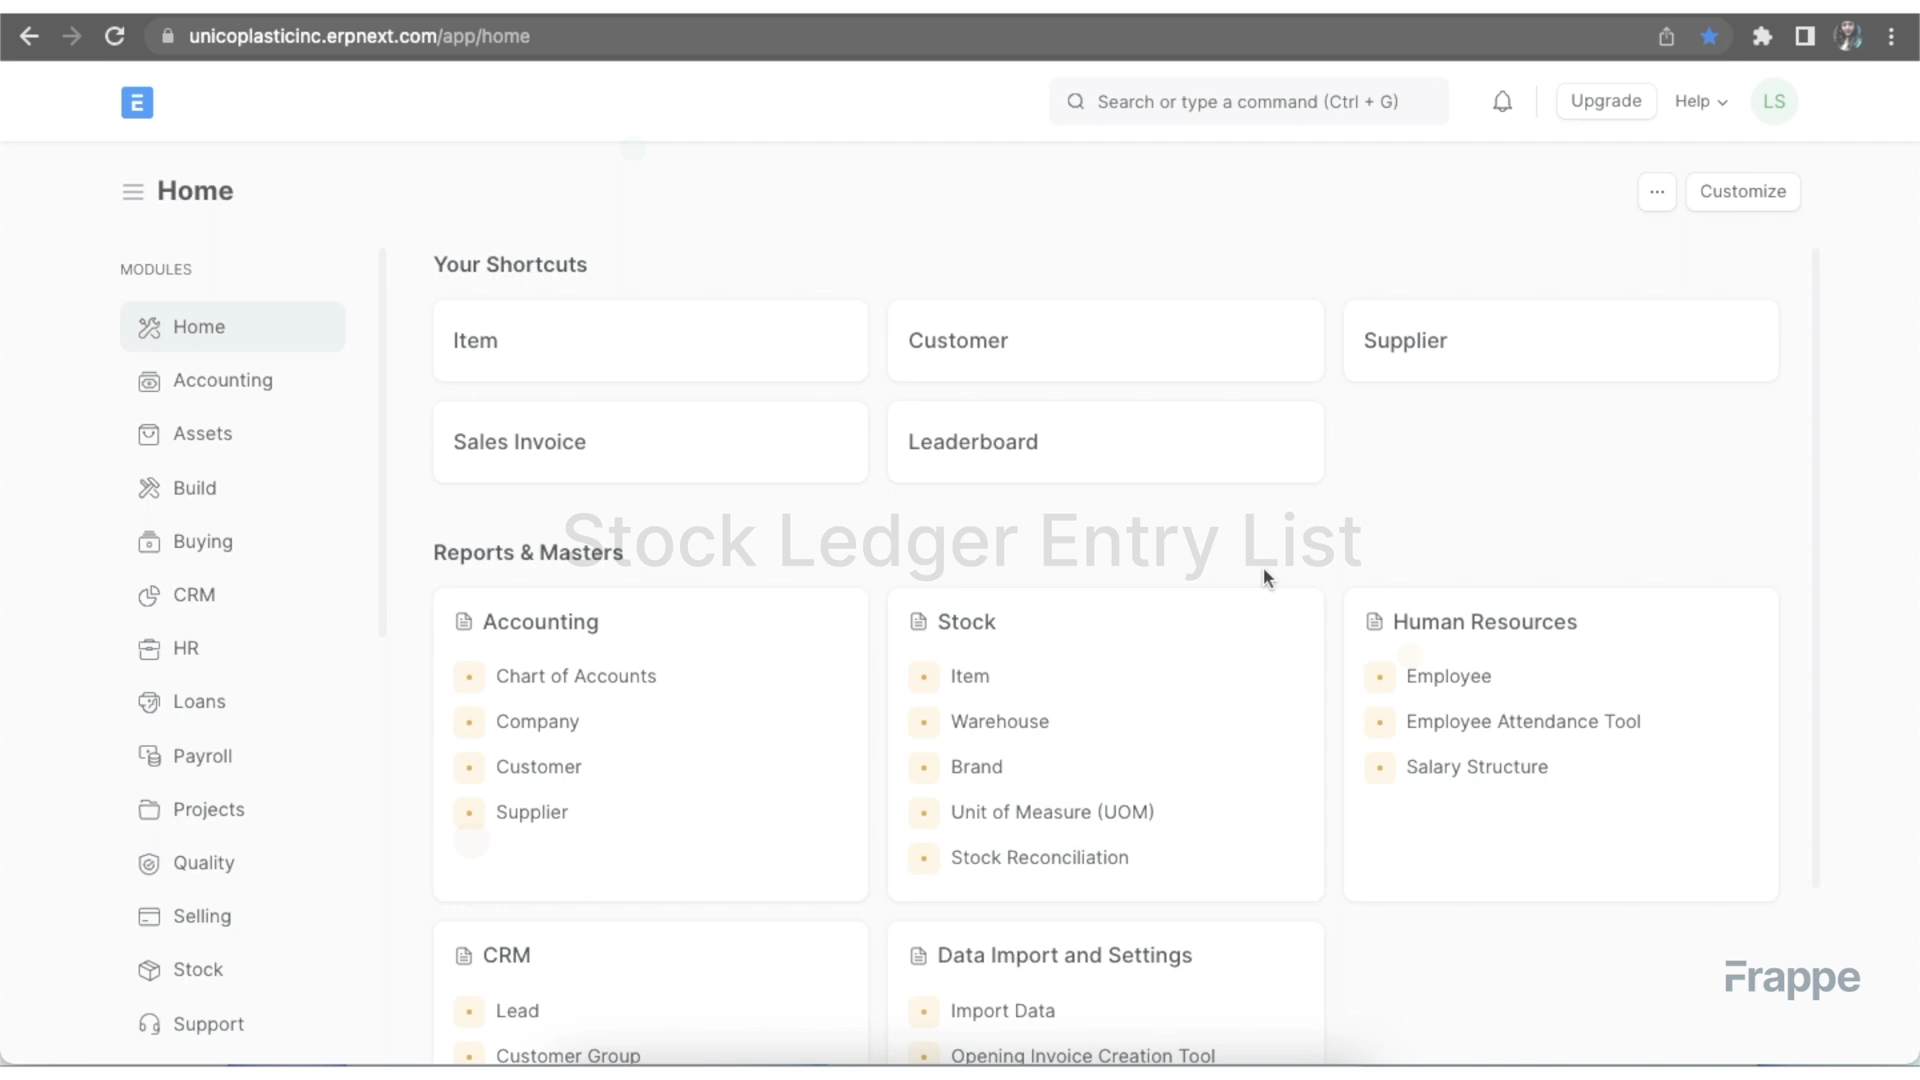 unicoplasticinc.erpnext.com/app/home
E
Search or type a command (Ctrl + G)
Upgrade
Help
LS
Home
...
Customize
MODULES
Home
Accounting
Assets
Build
Buying
CRM
HR
Loans
Payroll
Projects
Quality
Selling
Stock
Support
Your Shortcuts
Item
Customer
Supplier
Sales Invoice
Leaderboard
Stock Ledger Entry List
Reports & Masters
Accounting
Chart of Accounts
Company
Customer
Supplier
Stock
Item
Warehouse
Brand
Unit of Measure (UOM)
Stock Reconciliation
Human Resources
Employee
Employee Attendance Tool
Salary Structure
CRM
Lead
Customer Group
Data Import and Settings
Import Data
Opening Invoice Creation Tool
Frappe